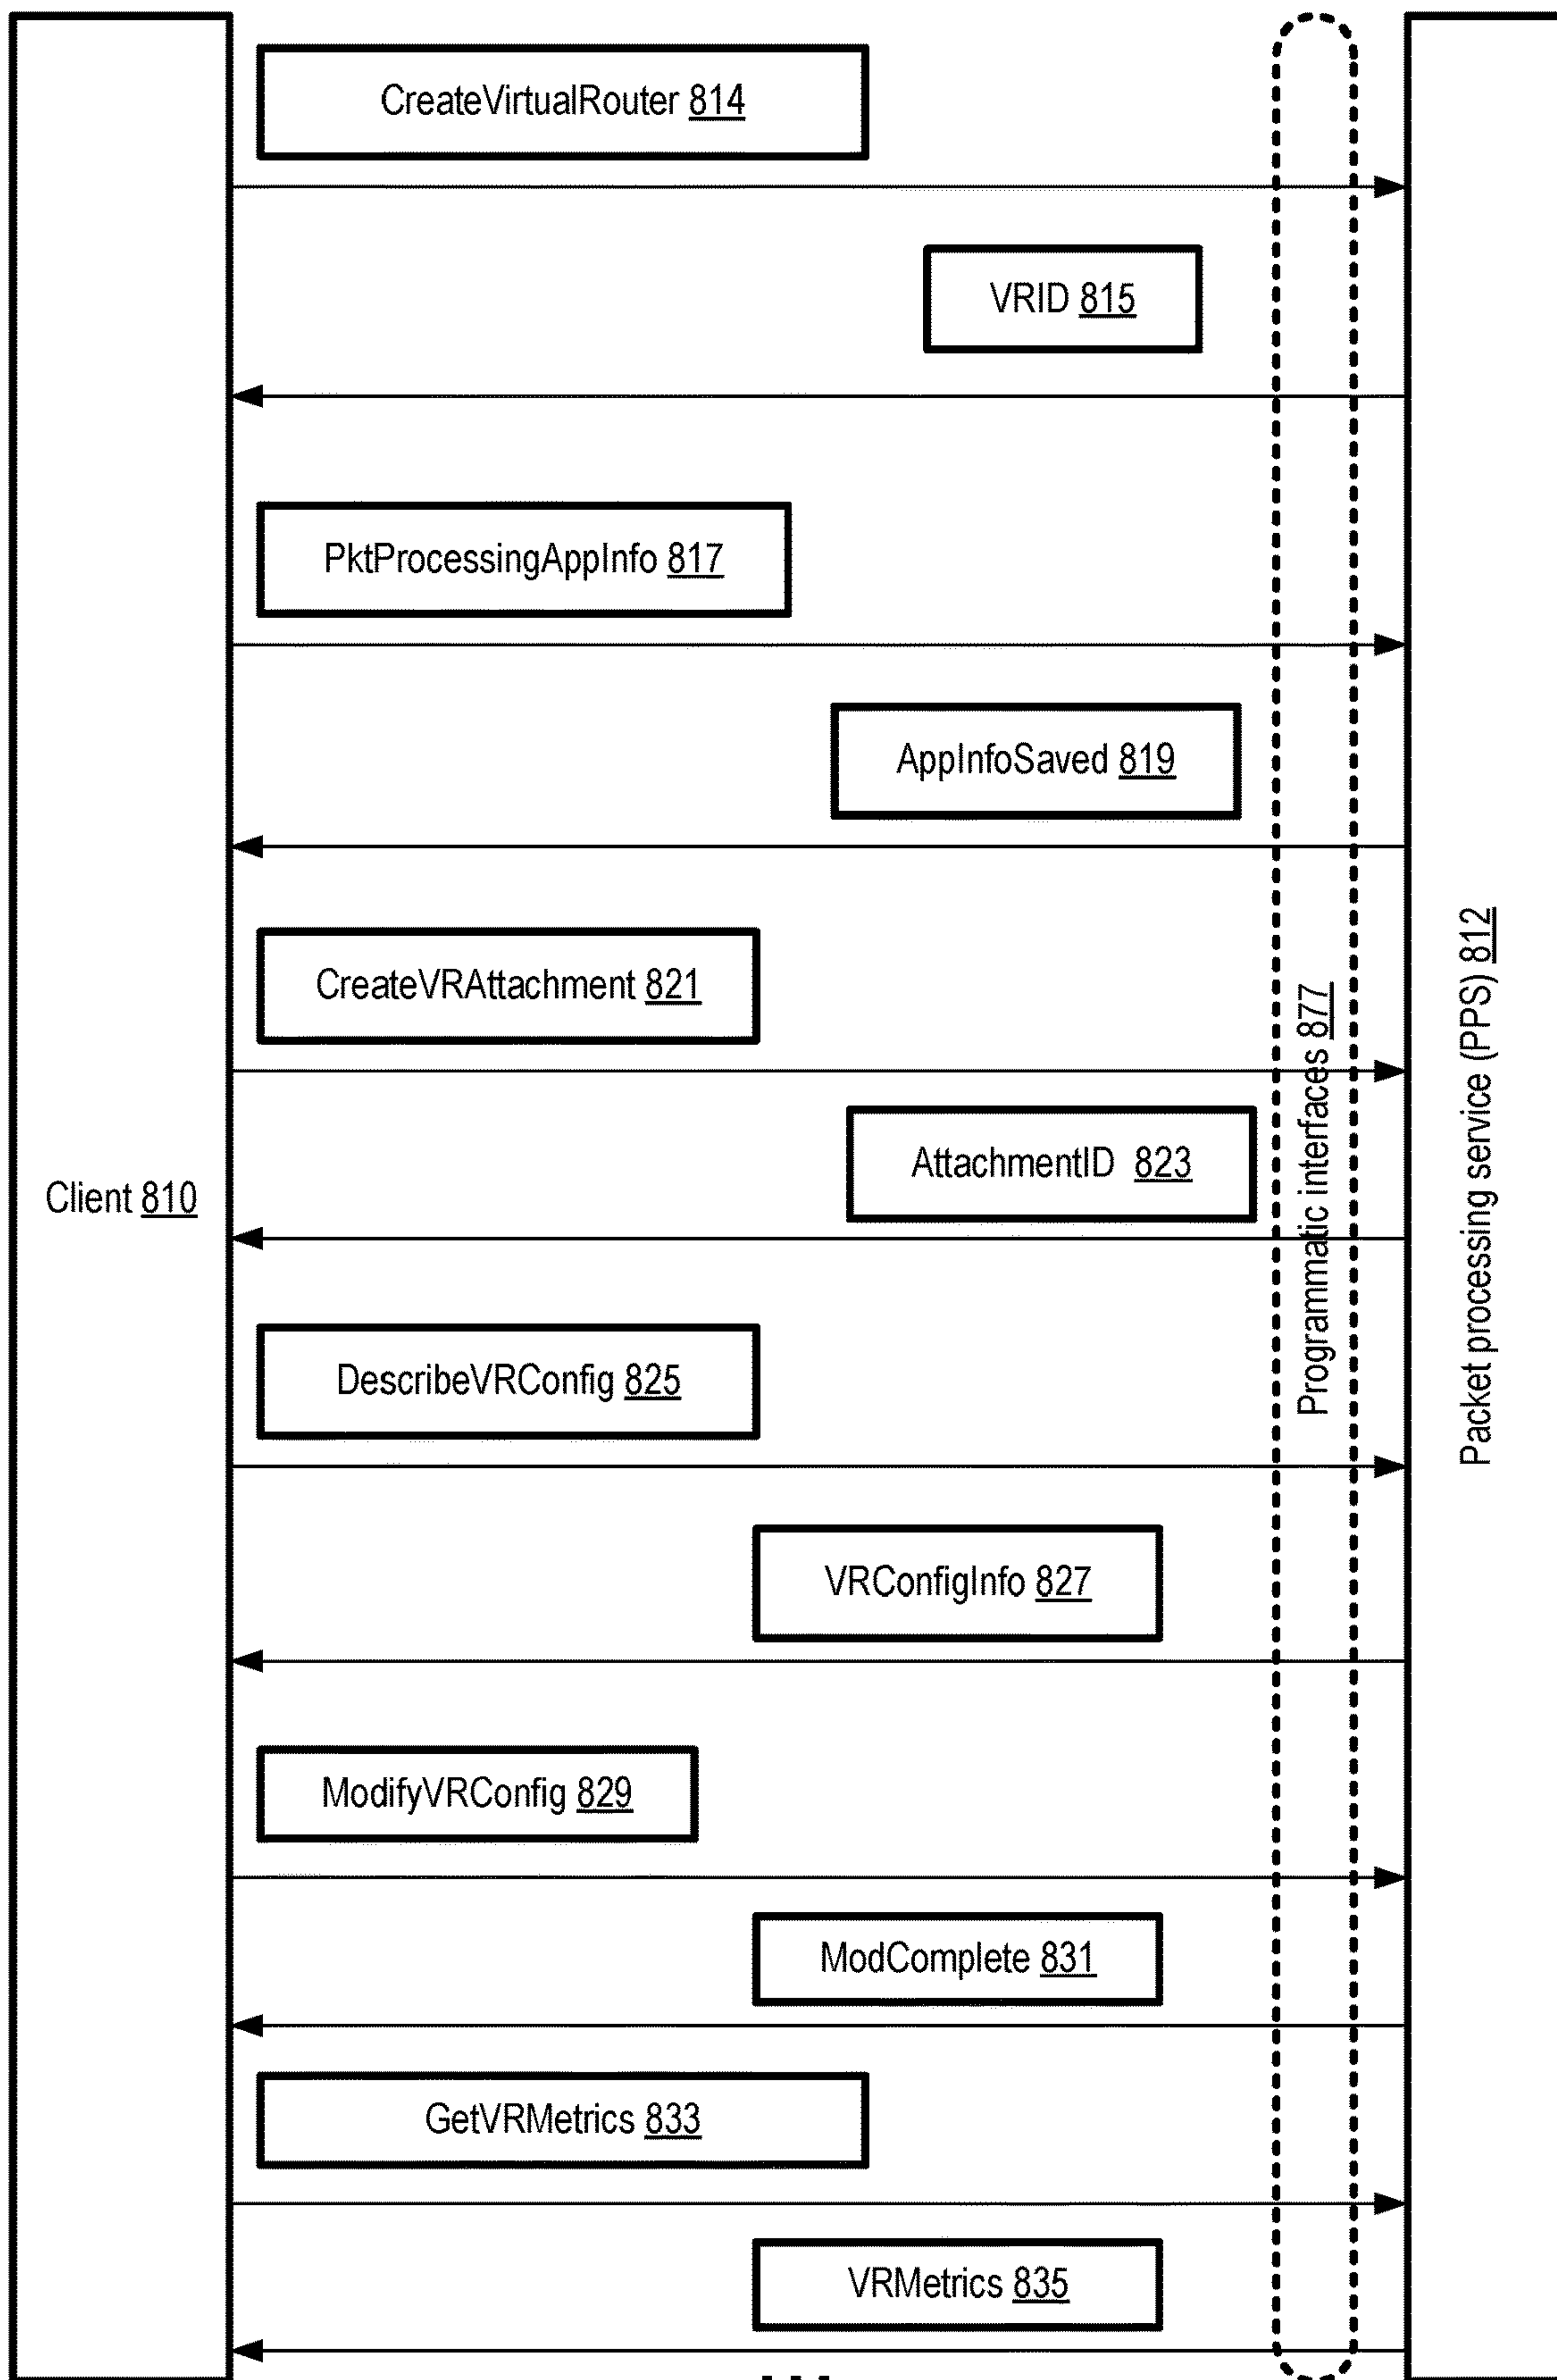 CreateVirtualRouter 814
VRID 815
PktProcessingAppInfo 817
AppInfoSaved 819
CreateVRAttachment 821
AttachmentID 823
Client 810
Programmatic interfaces 877
Packet processing service (PPS) 812
DescribeVRConfig 825
VRConfigInfo 827
ModifyVRConfig 829
ModComplete 831
GetVRMetrics 833
VRMetrics 835
...